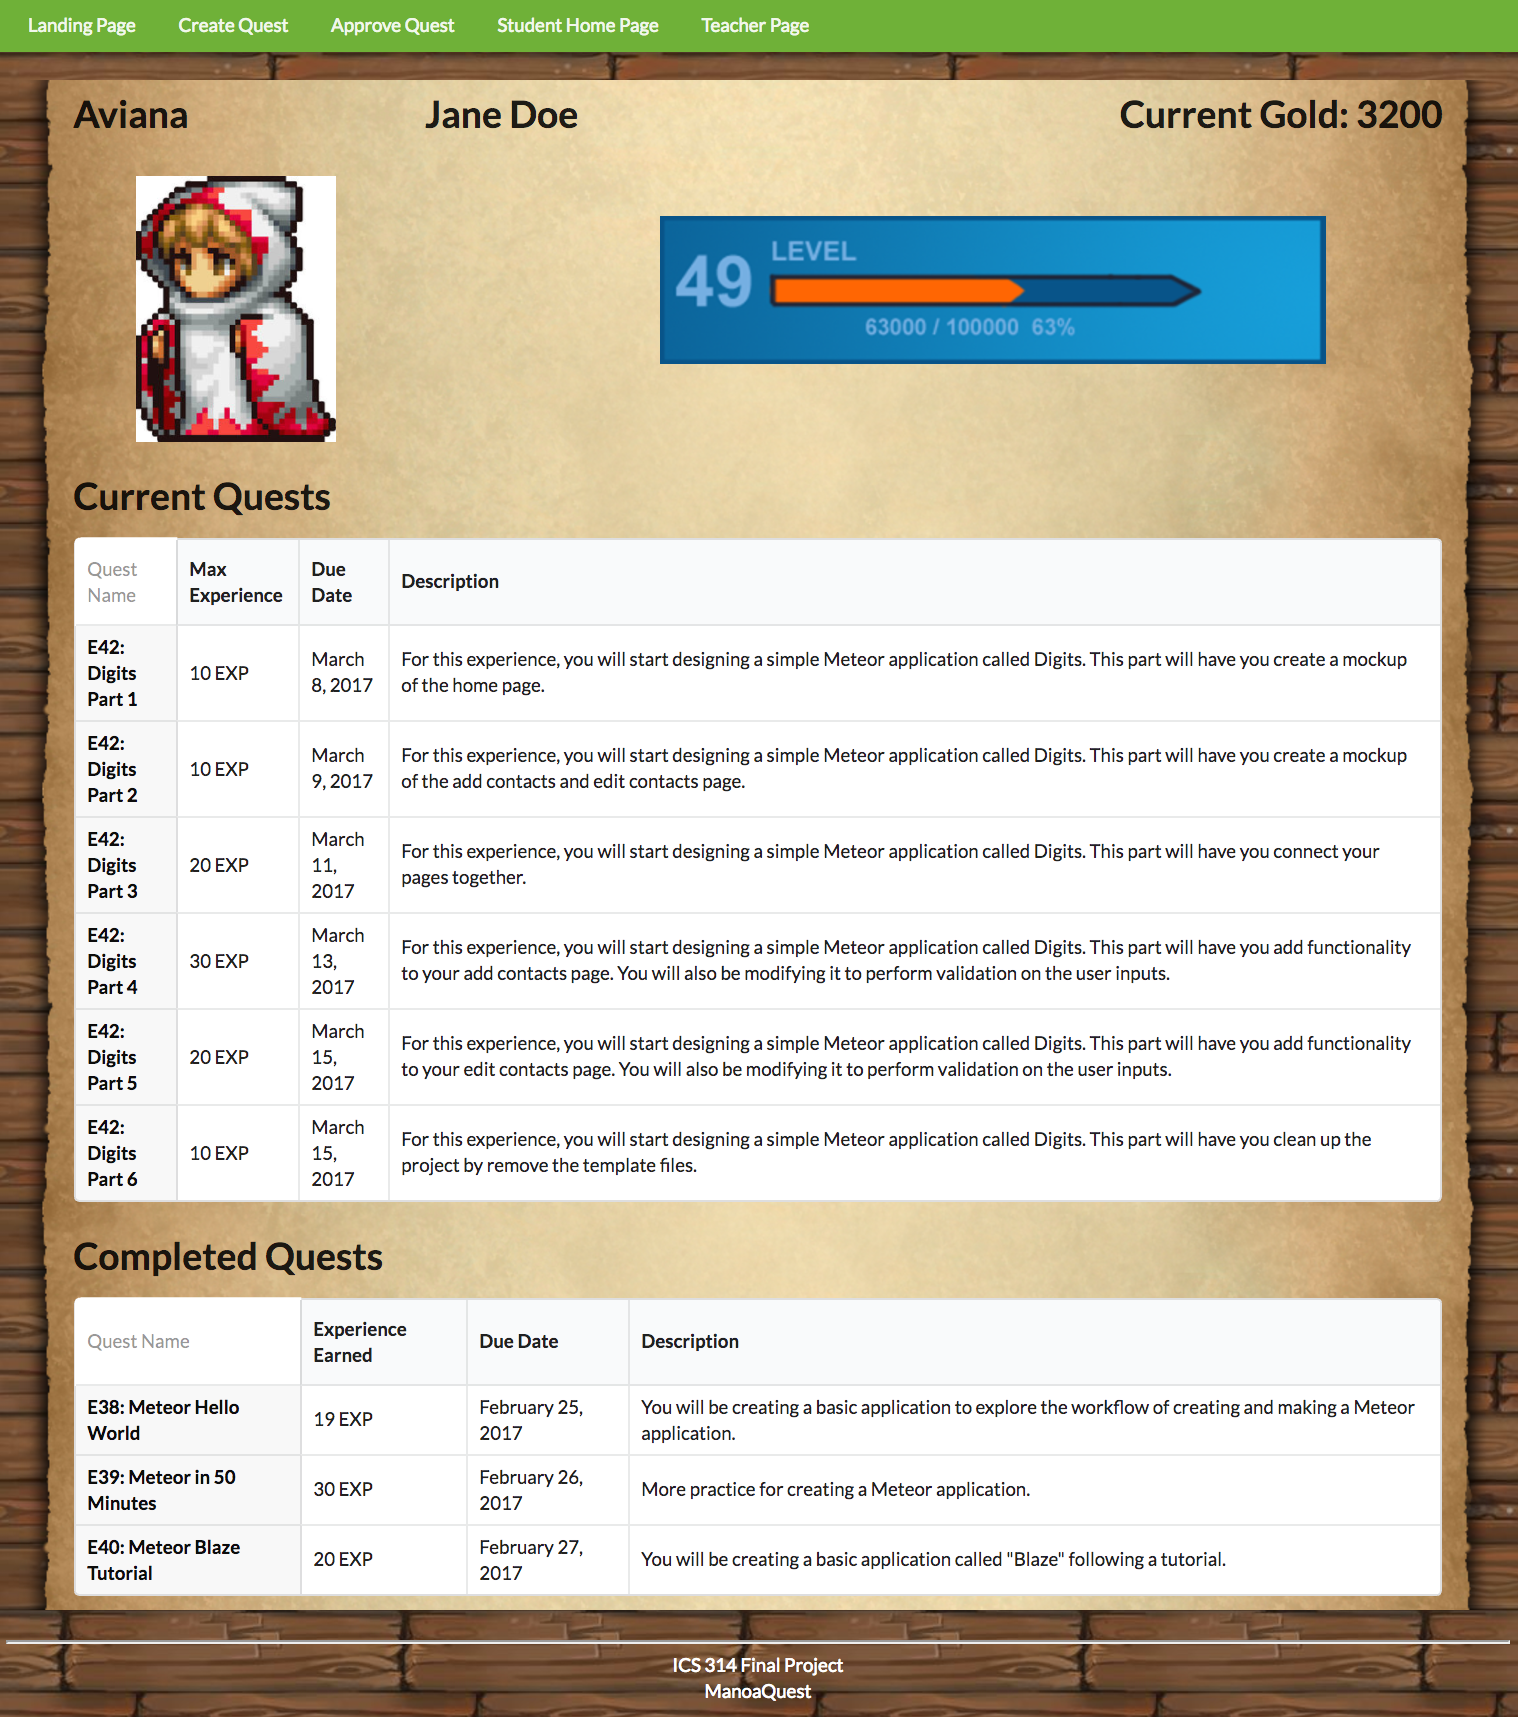 Landing Page Create Quest Approve Quest Student Home Page Teacher Page
Aviana Jane Doe Current Gold: 3200
LEVEL
49
63000 / 100000 63%
Current Quests
Quest Name Max Experience Due Date Description
E42: Digits Part 1 10 EXP March 8, 2017 For this experience, you will start designing a simple Meteor application called Digits. This part will have you create a mockup of the home page.
E42: Digits Part 2 10 EXP March 9, 2017 For this experience, you will start designing a simple Meteor application called Digits. This part will have you create a mockup of the add contacts and edit contacts page.
E42: Digits Part 3 20 EXP March 11, 2017 For this experience, you will start designing a simple Meteor application called Digits. This part will have you connect your pages together.
E42: Digits Part 4 30 EXP March 13, 2017 For this experience, you will start designing a simple Meteor application called Digits. This part will have you add functionality to your add contacts page. You will also be modifying it to perform validation on the user inputs.
E42: Digits Part 5 20 EXP March 15, 2017 For this experience, you will start designing a simple Meteor application called Digits. This part will have you add functionality to your edit contacts page. You will also be modifying it to perform validation on the user inputs.
E42: Digits Part 6 10 EXP March 15, 2017 For this experience, you will start designing a simple Meteor application called Digits. This part will have you clean up the project by remove the template files.
Completed Quests
Quest Name Experience Earned Due Date Description
E38: Meteor Hello World 19 EXP February 25, 2017 You will be creating a basic application to explore the workflow of creating and making a Meteor application.
E39: Meteor in 50 Minutes 30 EXP February 26, 2017 More practice for creating a Meteor application.
E40: Meteor Blaze Tutorial 20 EXP February 27, 2017 You will be creating a basic application called "Blaze" following a tutorial.
ICS 314 Final Project
ManoaQuest